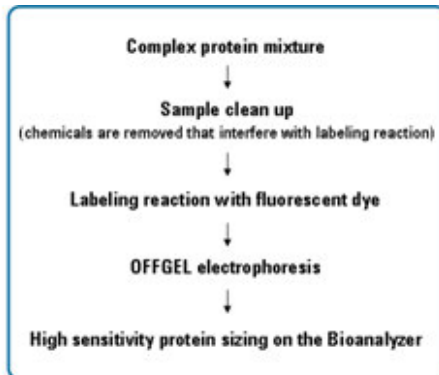 Complex protein mixture
Sample clean up
(chemicals are removed that interfere with labeling reaction)
Labeling reaction with fluorescent dye
OFFGEL electrophoresis
High sensitivity protein sizing on the Bioanalyzer